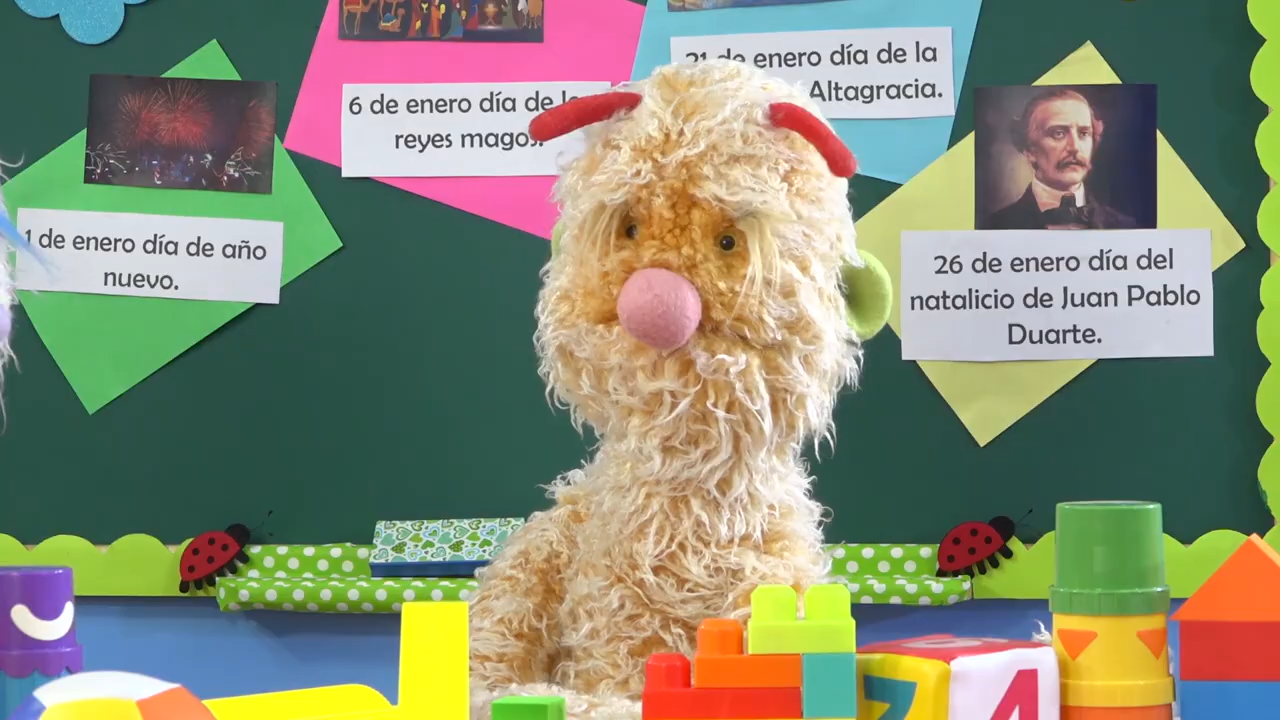 1 de enero día de año
nuevo.
6 de enero día de
reyes magos.
21 de enero día de la
Altagracia.
26 de enero día del
natalicio de Juan Pablo
Duarte.
4